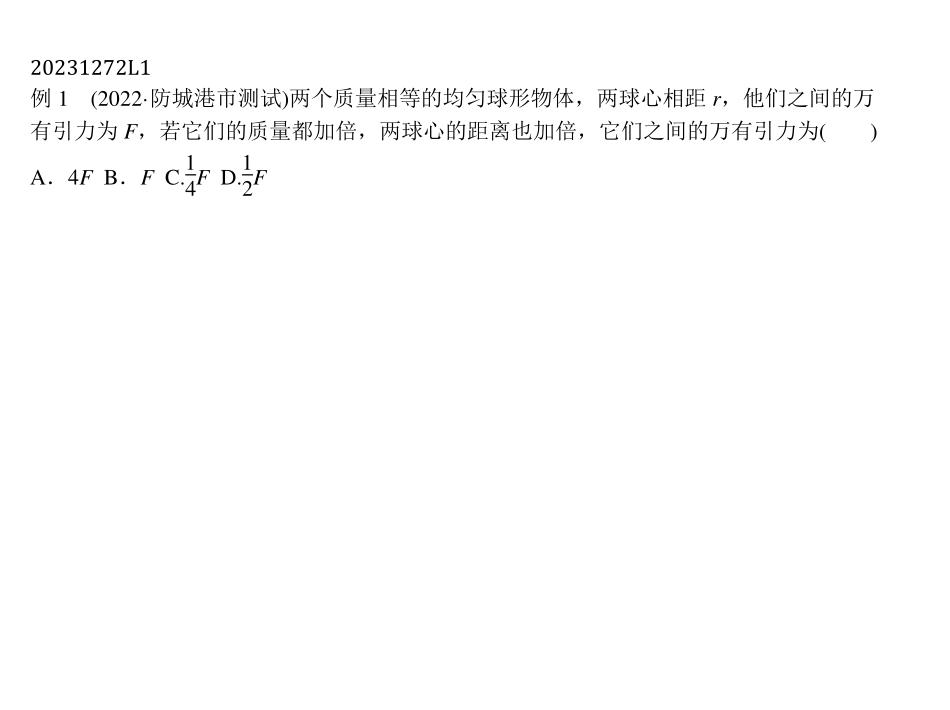 20231272L1
例 1　(2022·防城港市测试)两个质量相等的均匀球形物体，两球心相距 r，他们之间的万
有引力为 F，若它们的质量都加倍，两球心的距离也加倍，它们之间的万有引力为(　　)
A．4F B．F C.\frac{1}{4}F D.\frac{1}{2}F